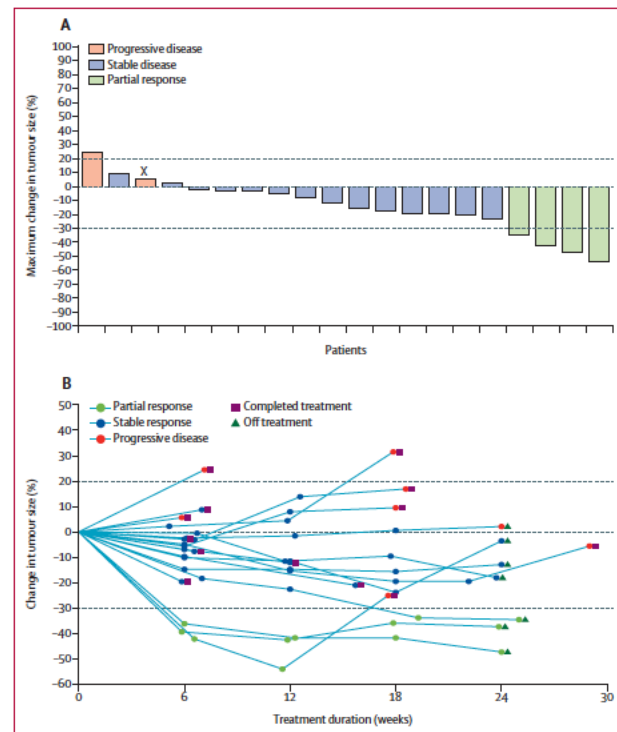 A
Progressive disease
Stable disease
Partial response
Maximum change in tumour size (%)
100
90
80
70
60
50
40
30
20
10
0
–10
–20
–30
–40
–50
–60
–70
–80
–90
–100
X
Patients
B
Partial response
Stable response
Progressive disease
Completed treatment
Off treatment
Change in tumour size (%)
50
40
30
20
10
0
–10
–20
–30
–40
–50
–60
0 6 12 18 24 30
Treatment duration (weeks)